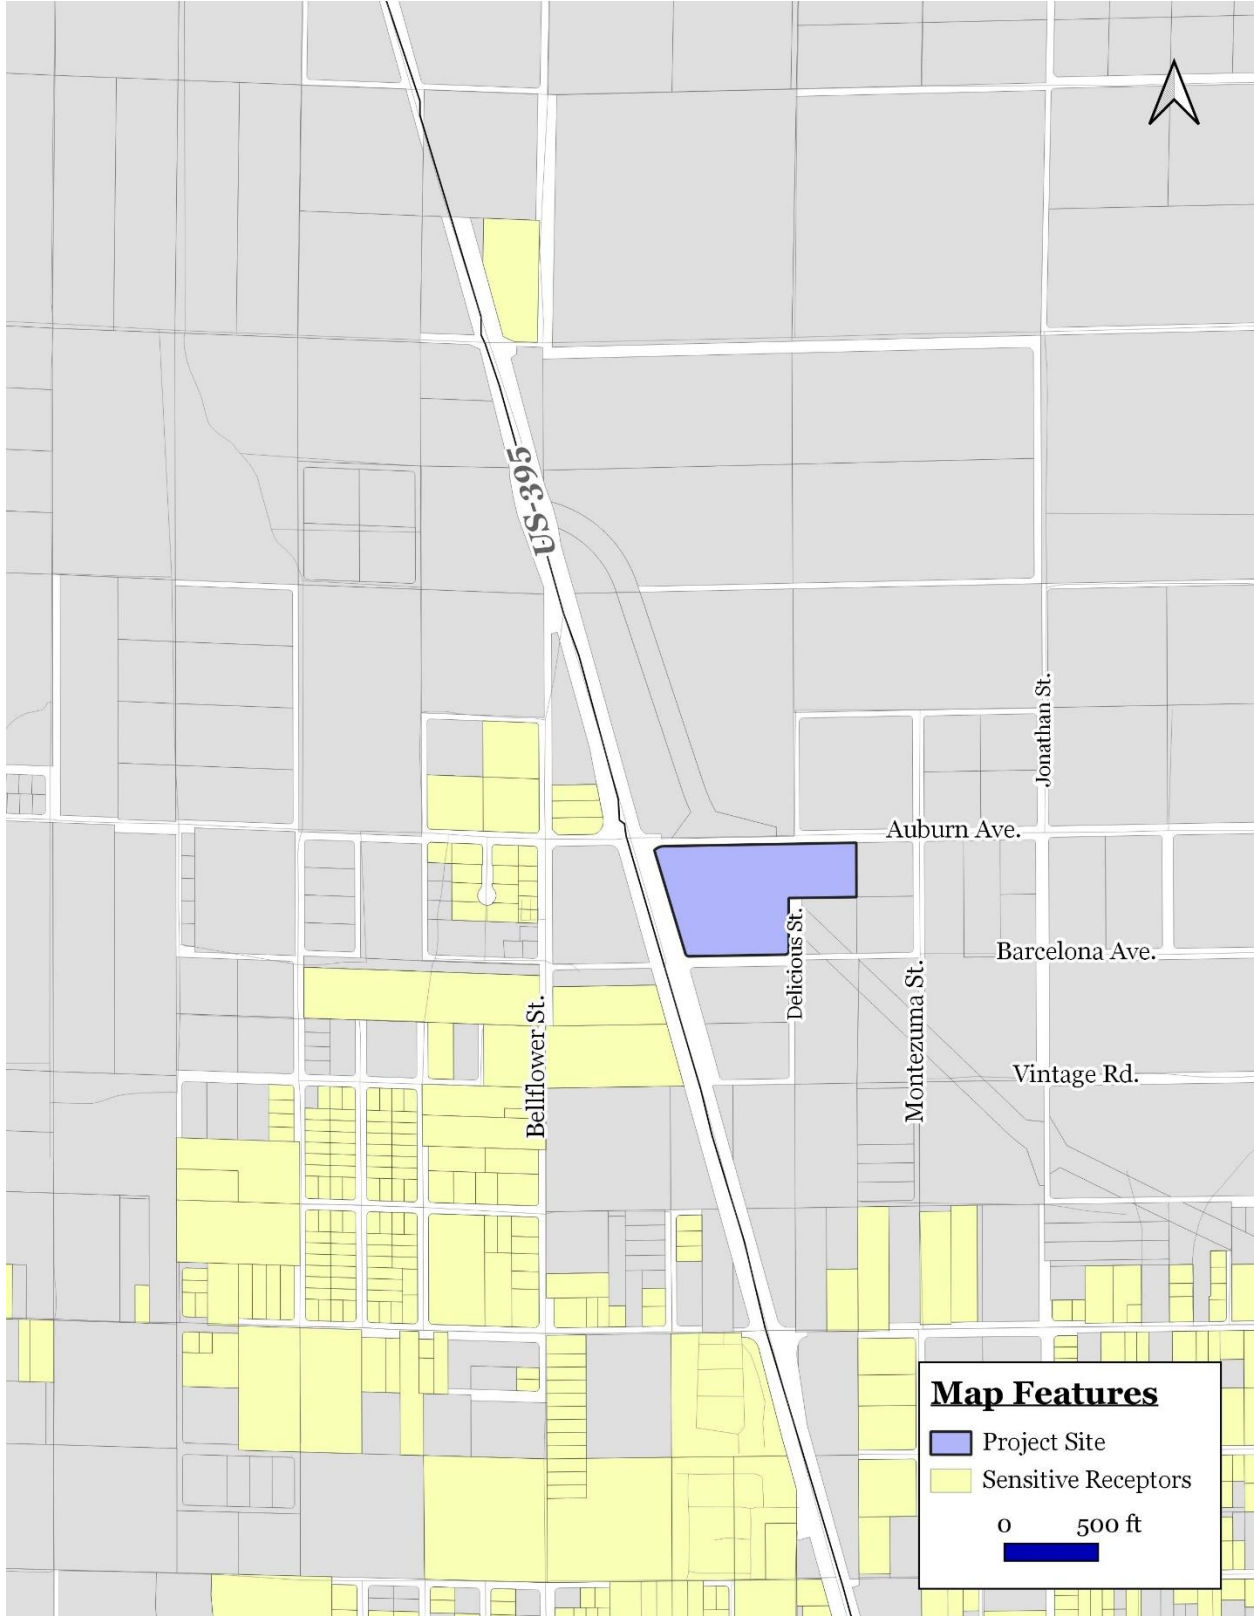 US-395
Jonathan St.
Auburn Ave.
Delicious St.
Barcelona Ave.
Montezuma St.
Bellflower St.
Vintage Rd.
Map Features
Project Site
Sensitive Receptors
0 500 ft